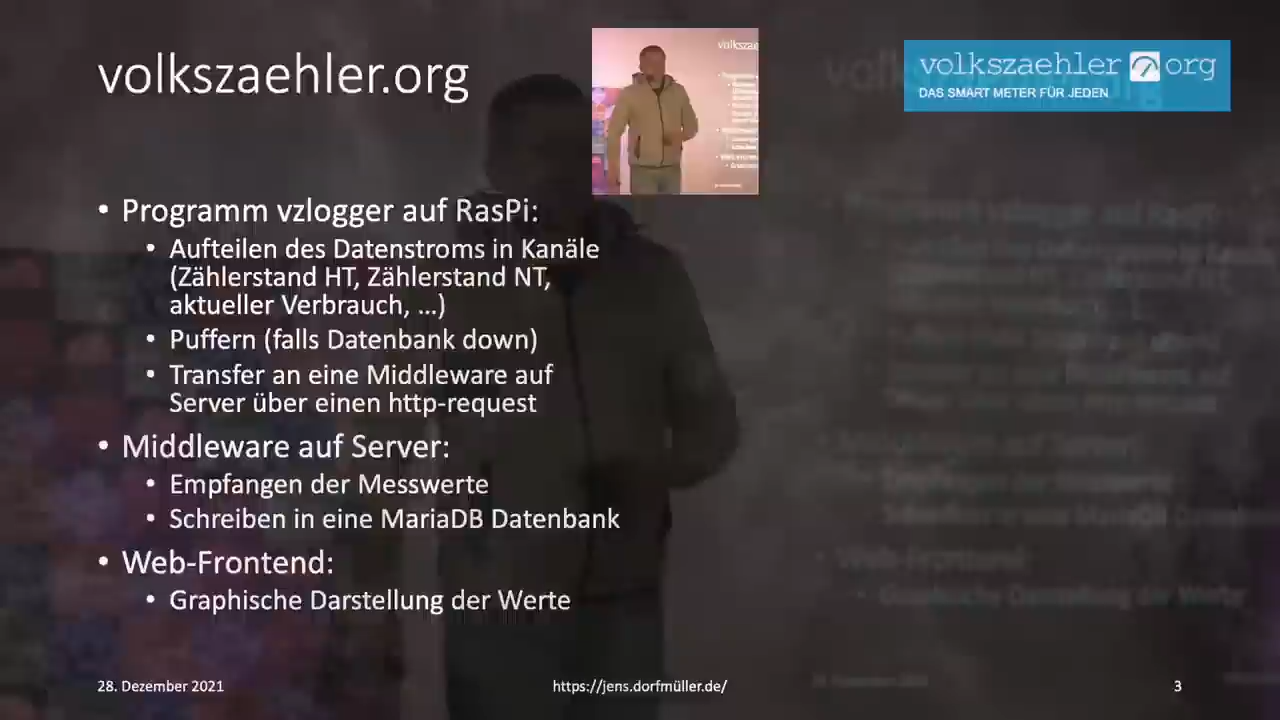 volkszaehler.org
volkszaehler org
DAS SMART METER FÜR JEDEN
• Programm vzlogger auf RasPi:
• Aufteilen des Datenstroms in Kanäle
(Zählerstand HT, Zählerstand NT,
aktueller Verbrauch, ...)
• Puffern (falls Datenbank down)
• Transfer an eine Middleware auf
Server über einen http-request
• Middleware auf Server:
• Empfangen der Messwerte
• Schreiben in eine MariaDB Datenbank
• Web-Frontend:
• Graphische Darstellung der Werte
28. Dezember 2021
https://jens.dorfmüller.de/
3